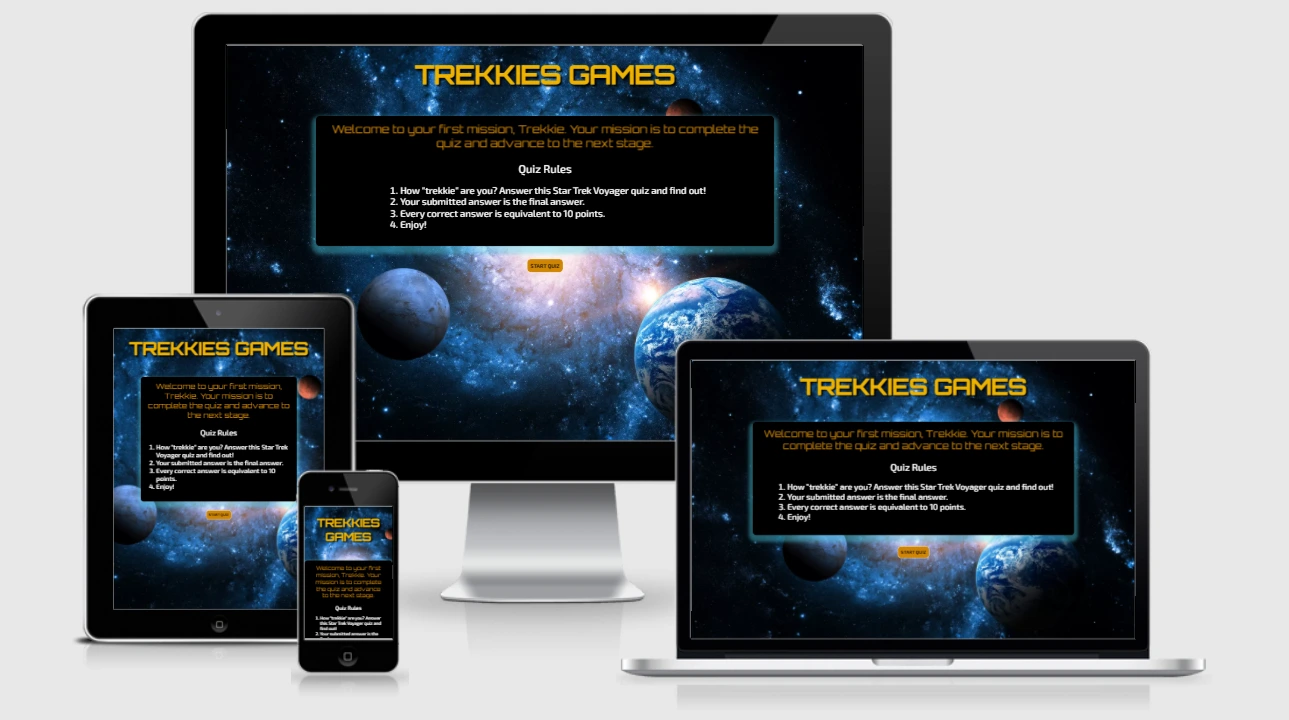 TREKKIES GAMES
Welcome to your first mission, Trekkie. Your mission is to complete the
quiz and advance to the next stage.
Quiz Rules
1. How "trekkie" are you? Answer this Star Trek Voyager quiz and find out!
2. Your submitted answer is the final answer.
3. Every correct answer is equivalent to 10 points.
4. Enjoy!
START QUIZ
TREKKIES GAMES
Welcome to your first mission,
Trekkie. Your mission is to
complete the quiz and advance to
the next stage.
Quiz Rules
1. How "trekkie" are you? Answer this Star Trek
Voyager quiz and find out!
2. Your submitted answer is the final answer.
3. Every correct answer is equivalent to 10
points.
4. Enjoy!
START QUIZ
TREKKIES
GAMES
Welcome to your first
mission, Trekkie. Your
mission is to complete
the quiz and advance
to the next stage.
Quiz Rules
1. How "trekkie" are you? Answer
this Star Trek Voyager quiz and
find out!
2. Your submitted answer is the
TREKKIES GAMES
Welcome to your first mission, Trekkie. Your mission is to
complete the quiz and advance to the next stage.
Quiz Rules
1. How "trekkie" are you? Answer this Star Trek Voyager quiz and find out!
2. Your submitted answer is the final answer.
3. Every correct answer is equivalent to 10 points.
4. Enjoy!
START QUIZ